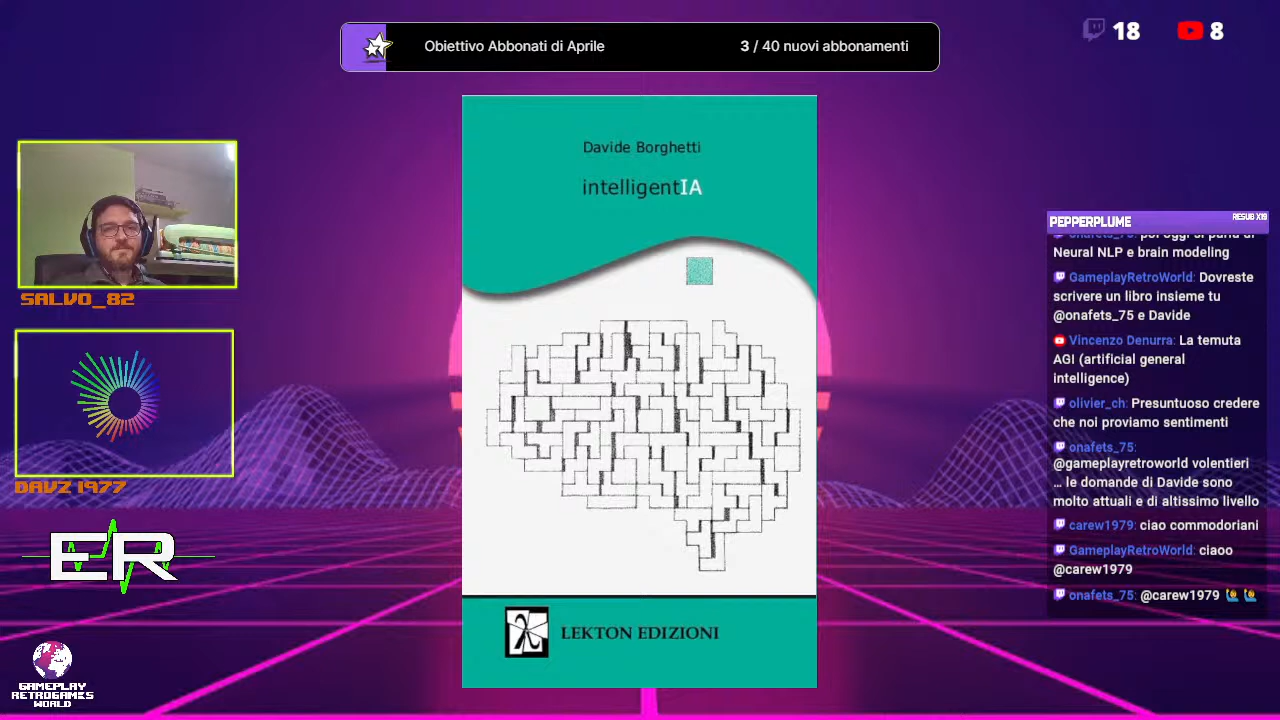 Obiettivo Abbonati di Aprile
3 / 40 nuovi abbonamenti
18
8
Davide Borghetti
intelligentIA
LEKTON EDIZIONI
SALVO_82
DAVZ 1977
ER
GAMEPLAY
RETROGAMES
WORLD
PEPPERPLUME
RESUB X19
Neural NLP e brain modeling
GameplayRetroWorld: Dovreste
scrivere un libro insieme tu
@onafets_75 e Davide
Vincenzo Denurra: La temuta
AGI (artificial general
intelligence)
olivier_ch: Presuntuoso credere
che noi proviamo sentimenti
onafets_75:
@gameplayretroworld volentieri
… le domande di Davide sono
molto attuali e di altissimo livello
carew1979: ciao commodoriani
GameplayRetroWorld: ciaoo
@carew1979
onafets_75: @carew1979